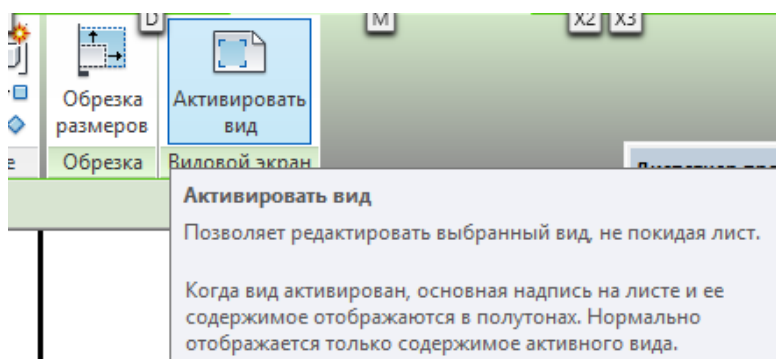 D M X2 X3
Обрезка размеров
Активировать вид
е Обрезка Видовой экран
Активировать вид
Позволяет редактировать выбранный вид, не покидая лист.
Когда вид активирован, основная надпись на листе и ее
содержимое отображаются в полутонах. Нормально
отображается только содержимое активного вида.